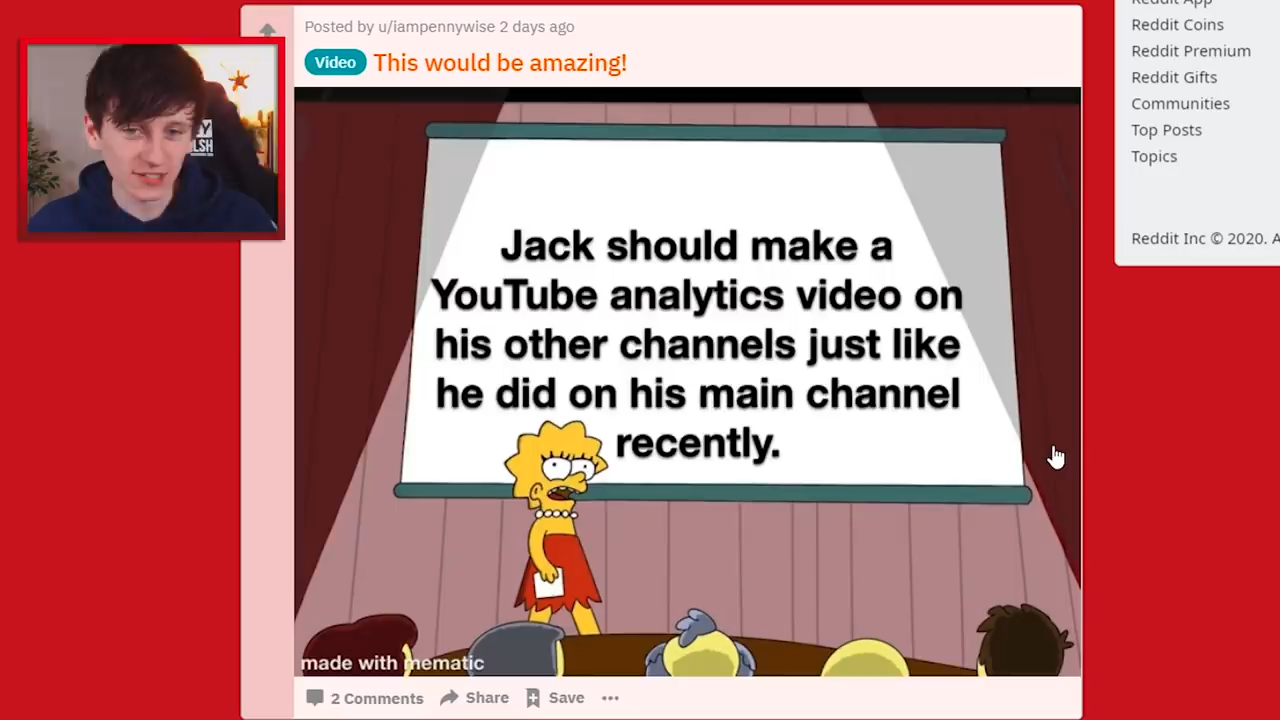 Posted by u/iampennywise 2 days ago
Video This would be amazing!
Jack should make a
YouTube analytics video on
his other channels just like
he did on his main channel
recently.
made with mematic
2 Comments Share Save
Reddit Coins
Reddit Premium
Reddit Gifts
Communities
Top Posts
Topics
Reddit Inc © 2020. A
LSH